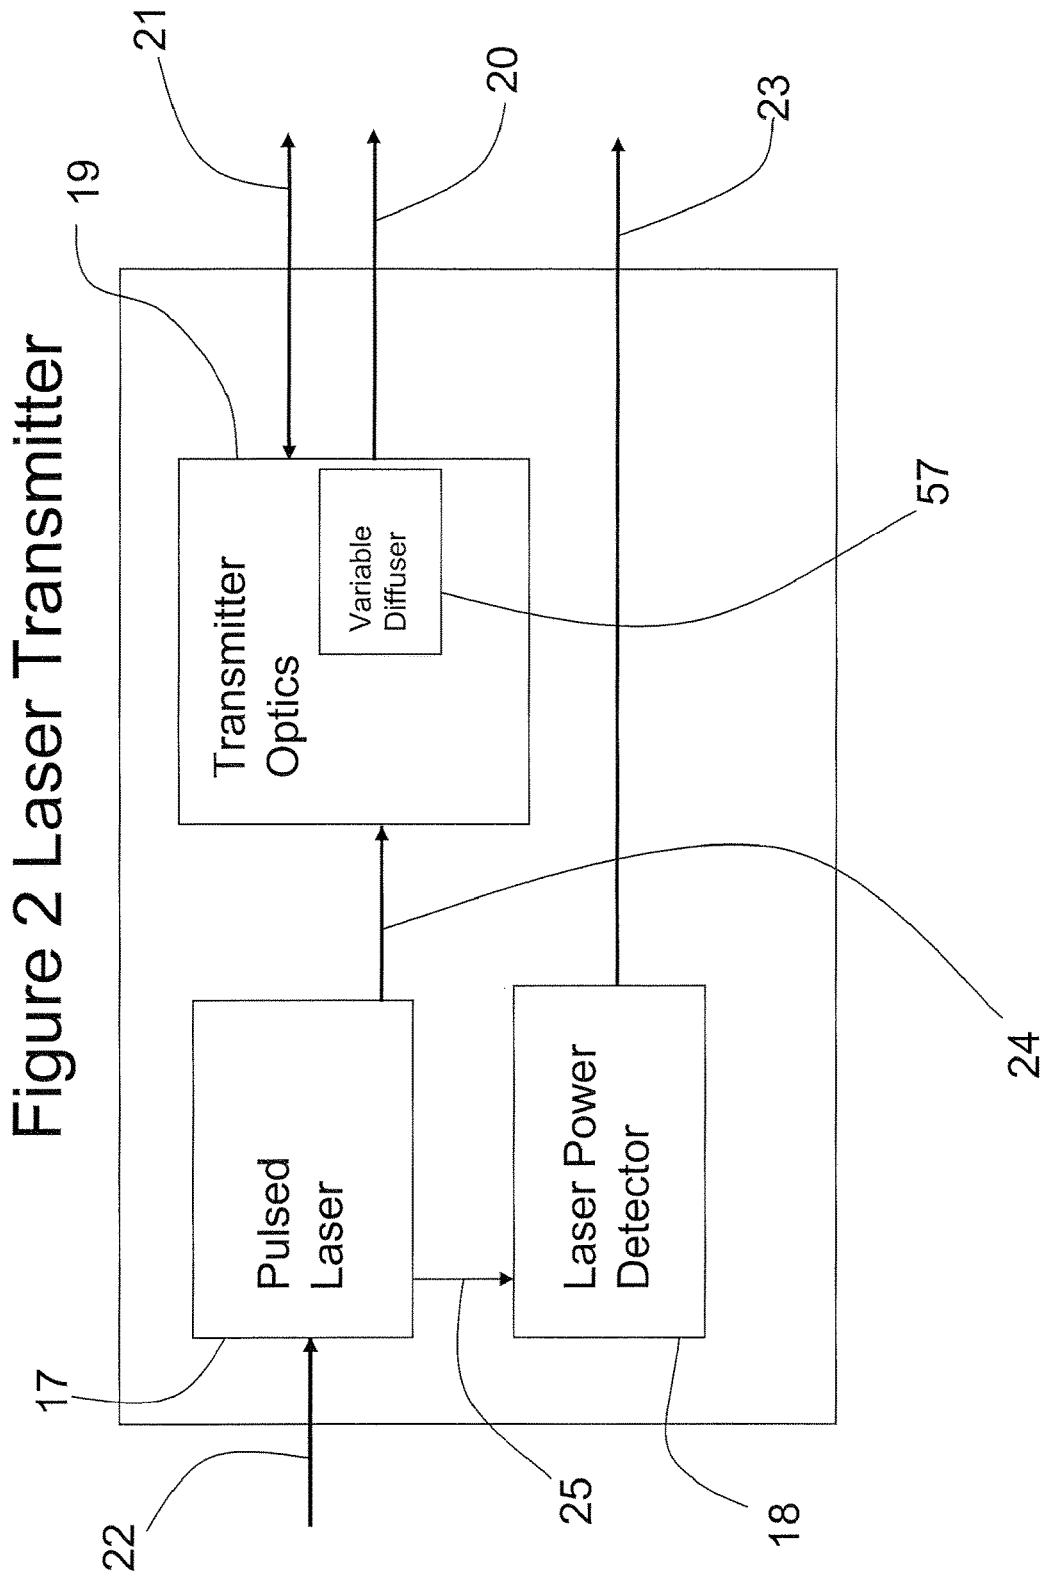 Figure 2 Laser Transmitter
17
22
Pulsed
Laser
25
18
Laser Power
Detector
24
19
Transmitter
Optics
Variable
Diffuser
57
21
20
23